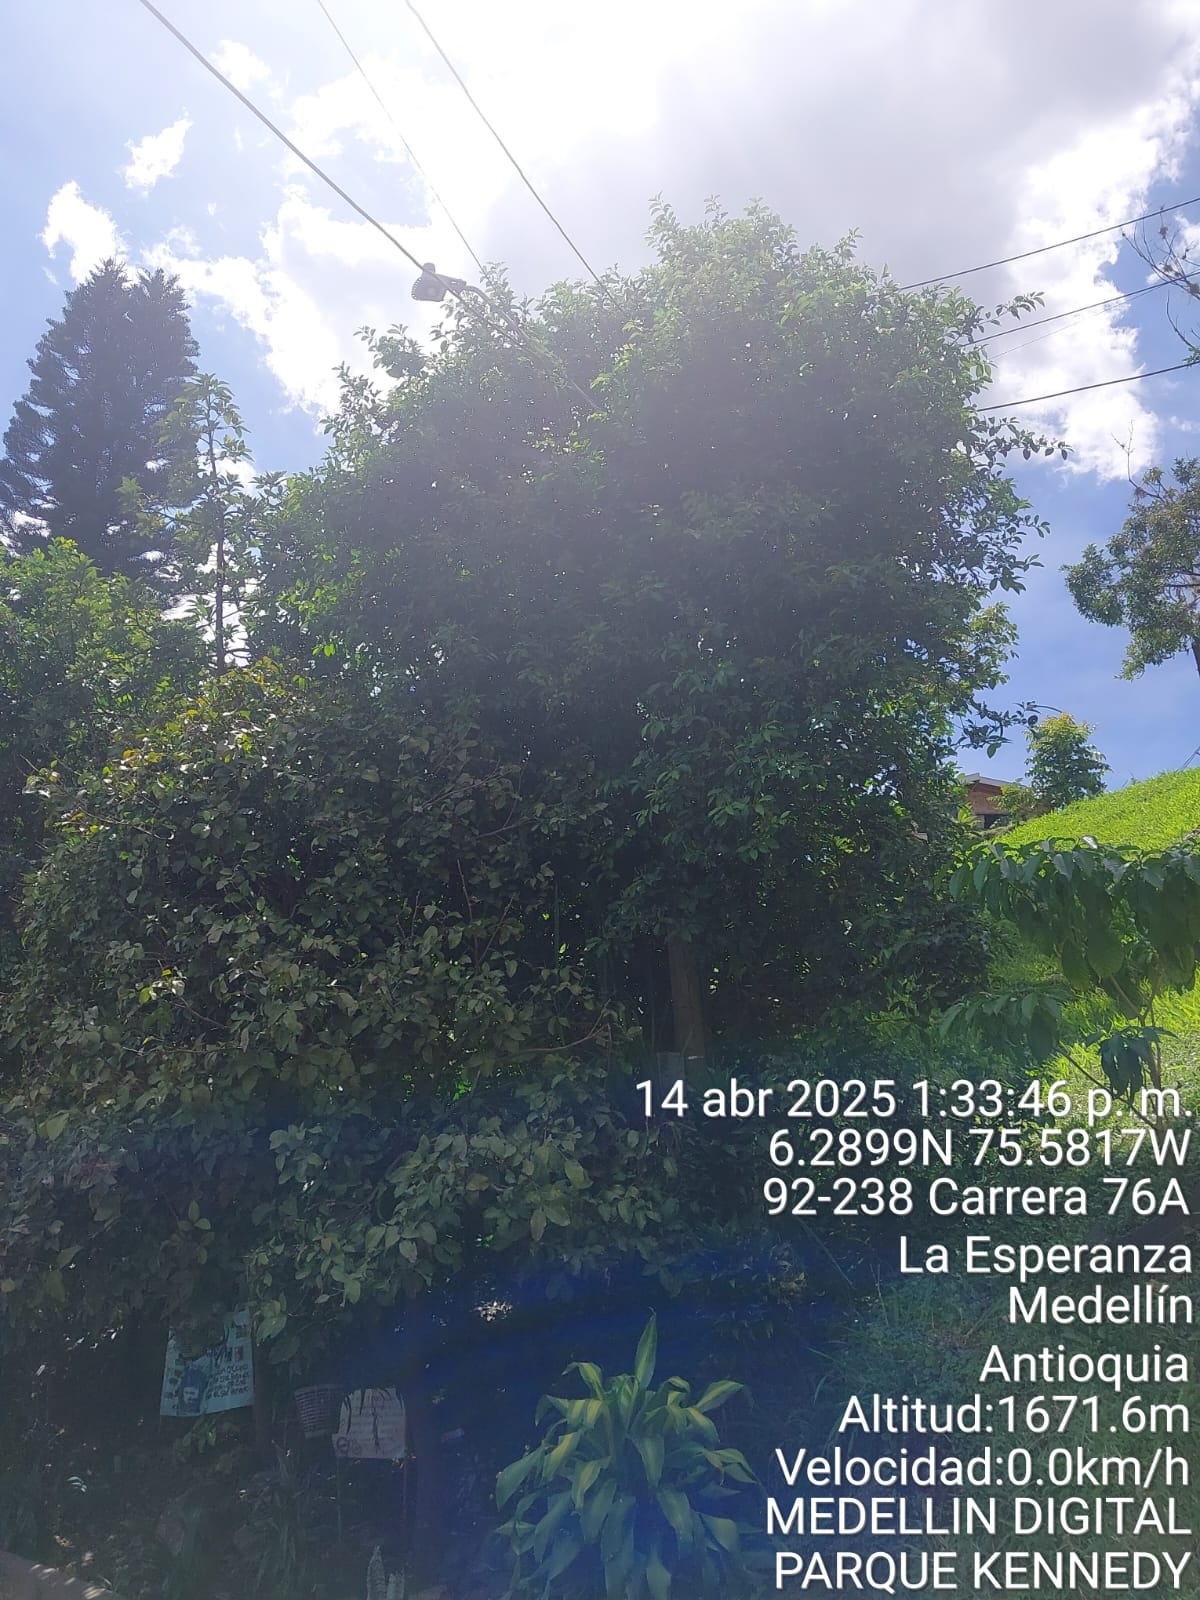 14 abr 2025 1:33:46 p. m.
6.2899N 75.5817W
92-238 Carrera 76A
La Esperanza
Medellín
Antioquia
Altitud:1671.6m
Velocidad:0.0km/h
MEDELLIN DIGITAL
PARQUE KENNEDY